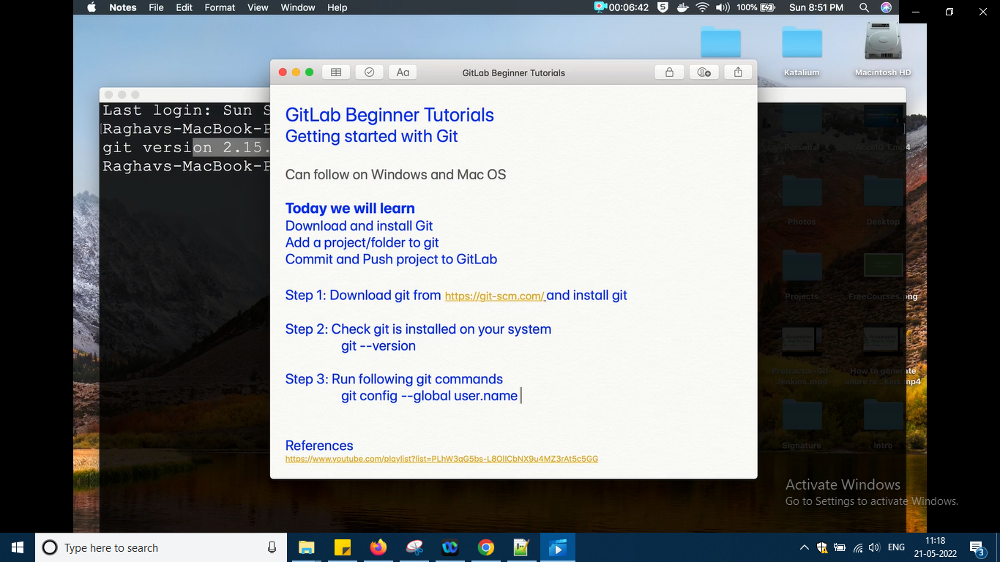 Notes File Edit Format View Window Help 00:06:42 100% Sun 8:51 PM
Katalium Macintosh HD
Aa GitLab Beginner Tutorials
Last login: Sun S
Raghavs-MacBook-P
git version 2.15.
Raghavs-MacBook-P
GitLab Beginner Tutorials
Getting started with Git
Can follow on Windows and Mac OS
Today we will learn
Download and install Git
Add a project/folder to git
Commit and Push project to GitLab
Step 1: Download git from https://git-scm.com/ and install git
Step 2: Check git is installed on your system
git --version
Step 3: Run following git commands
git config --global user.name
References
https://www.youtube.com/playlist?list=PLhW3qG5bs-L8OIICbNX9u4MZ3rAt5c5GG
Personal AcceIQ 1.mp4
Photos Desktop
Projects FreeCourses.png
Protractor-Git-
Jenkins.mp4
How to generate
allure re...kins.mp4
Signature Intro
Activate Windows
Go to Settings to activate Windows.
Type here to search
ENG
11:18
21-05-2022
3